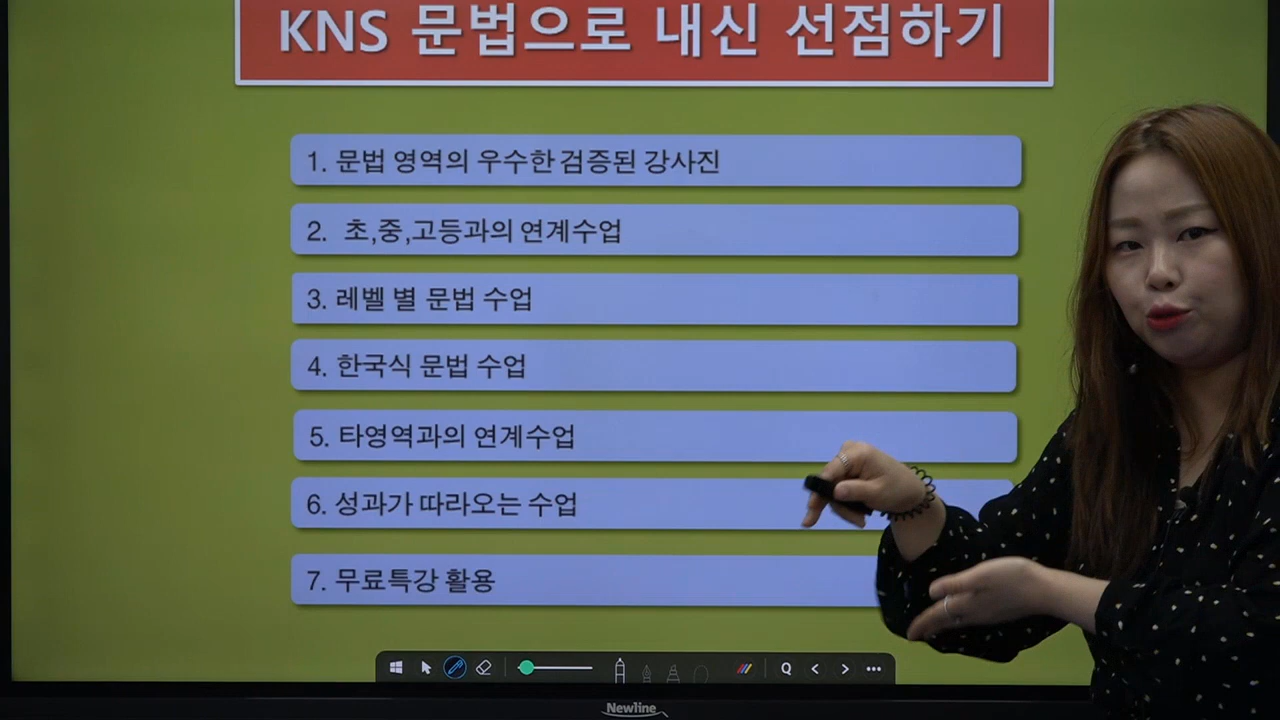 KNS 문법으로 내신 선점하기
1. 문법 영역의 우수한 검증된 강사진
2. 초,중,고등과의 연계수업
3. 레벨 별 문법 수업
4. 한국식 문법 수업
5. 타영역과의 연계수업
6. 성과가 따라오는 수업
7. 무료특강 활용
Newline